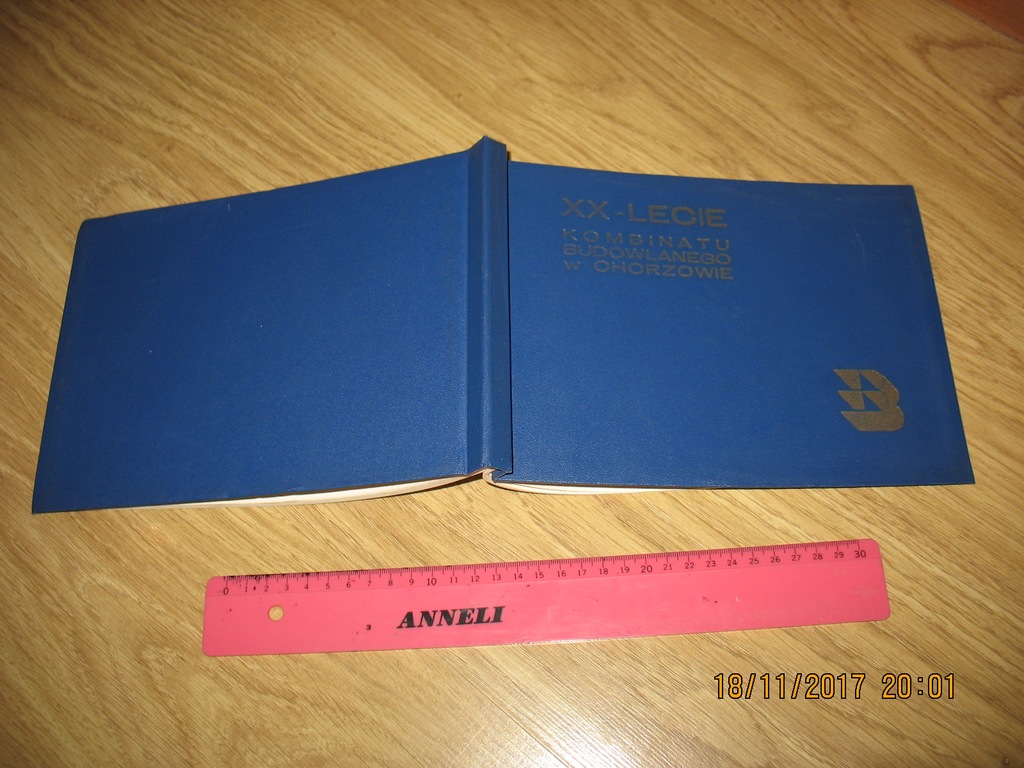 XX-LECIE
KOMBINATU
BUDOWLANEGO
w CHORZOWIE
B
0 1 2 3 4 5 6 7 8 9 10 11 12 13 14 15 16 17 18 19 20 21 22 23 24 25 26 27 28 29 30
3 ANNELI
18/11/2017 20:01